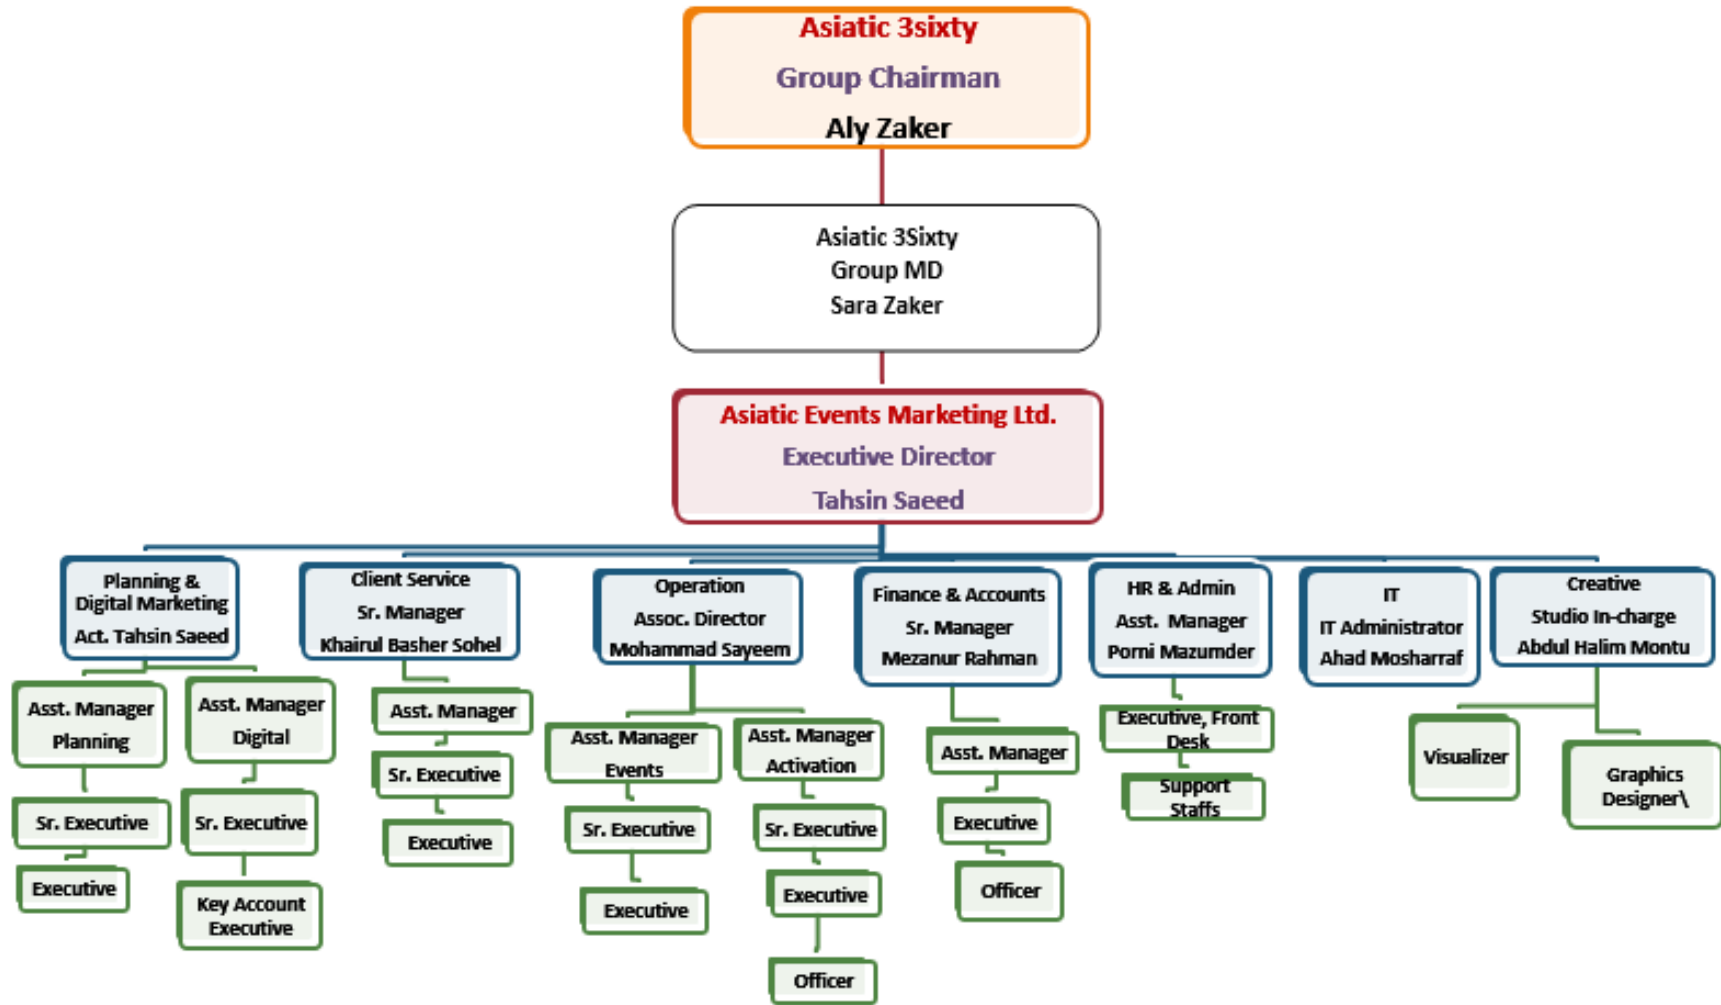 Asiatic 3sixty
Group Chairman
Aly Zaker
Asiatic 3Sixty
Group MD
Sara Zaker
Asiatic Events Marketing Ltd.
Executive Director
Tahsin Saeed
Planning &
Digital Marketing
Act. Tahsin Saeed
Client Service
Sr. Manager
Khairul Basher Sohel
Operation
Assoc. Director
Mohammad Sayeem
Finance & Accounts
Sr. Manager
Mezanur Rahman
HR & Admin
Asst. Manager
Porni Mazumder
IT
IT Administrator
Ahad Mosharraf
Creative
Studio In-charge
Abdul Halim Montu
Asst. Manager
Planning
Sr. Executive
Executive
Asst. Manager
Digital
Sr. Executive
Key Account
Executive
Asst. Manager
Sr. Executive
Executive
Asst. Manager
Events
Sr. Executive
Executive
Asst. Manager
Activation
Sr. Executive
Executive
Officer
Asst. Manager
Executive
Officer
Executive, Front
Desk
Support
Staffs
Visualizer
Graphics
Designer\